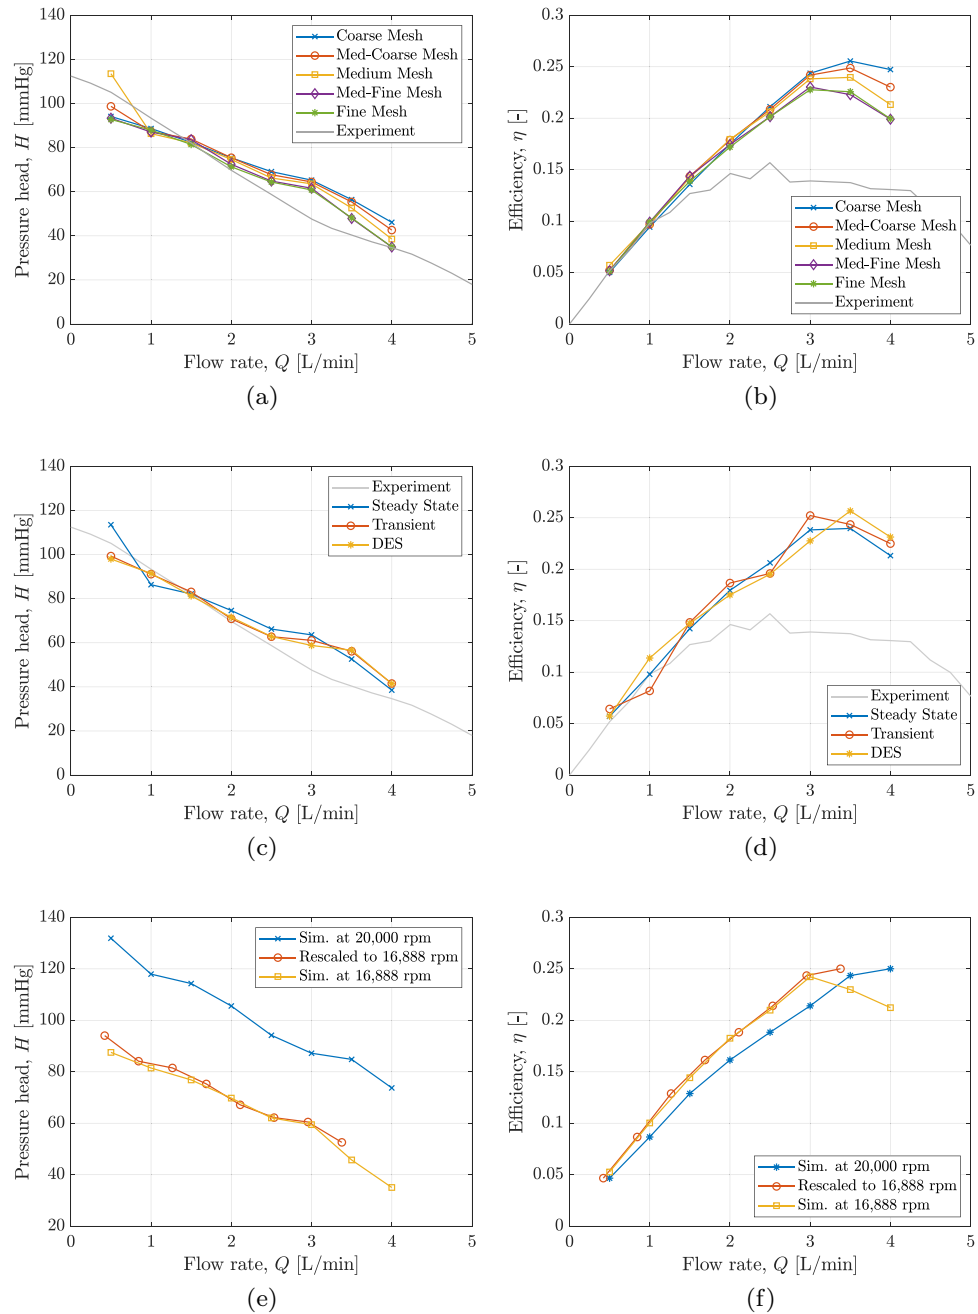 140
120
100
80
60
40
20
0
0 1 2 3 4 5
Pressure head, H [mmHg]
Flow rate, Q [L/min]
Coarse Mesh
Med-Coarse Mesh
Medium Mesh
Med-Fine Mesh
Fine Mesh
Experiment
(a)
0.3
0.25
0.2
0.15
0.1
0.05
0
0 1 2 3 4 5
Efficiency, η [-]
Flow rate, Q [L/min]
Coarse Mesh
Med-Coarse Mesh
Medium Mesh
Med-Fine Mesh
Fine Mesh
Experiment
(b)
140
120
100
80
60
40
20
0
0 1 2 3 4 5
Pressure head, H [mmHg]
Flow rate, Q [L/min]
Experiment
Steady State
Transient
DES
(c)
0.3
0.25
0.2
0.15
0.1
0.05
0
0 1 2 3 4 5
Efficiency, η [-]
Flow rate, Q [L/min]
Experiment
Steady State
Transient
DES
(d)
140
120
100
80
60
40
20
0 1 2 3 4 5
Pressure head, H [mmHg]
Flow rate, Q [L/min]
Sim. at 20,000 rpm
Rescaled to 16,888 rpm
Sim. at 16,888 rpm
(e)
0.3
0.25
0.2
0.15
0.1
0.05
0
0 1 2 3 4 5
Efficiency, η [-]
Flow rate, Q [L/min]
Sim. at 20,000 rpm
Rescaled to 16,888 rpm
Sim. at 16,888 rpm
(f)